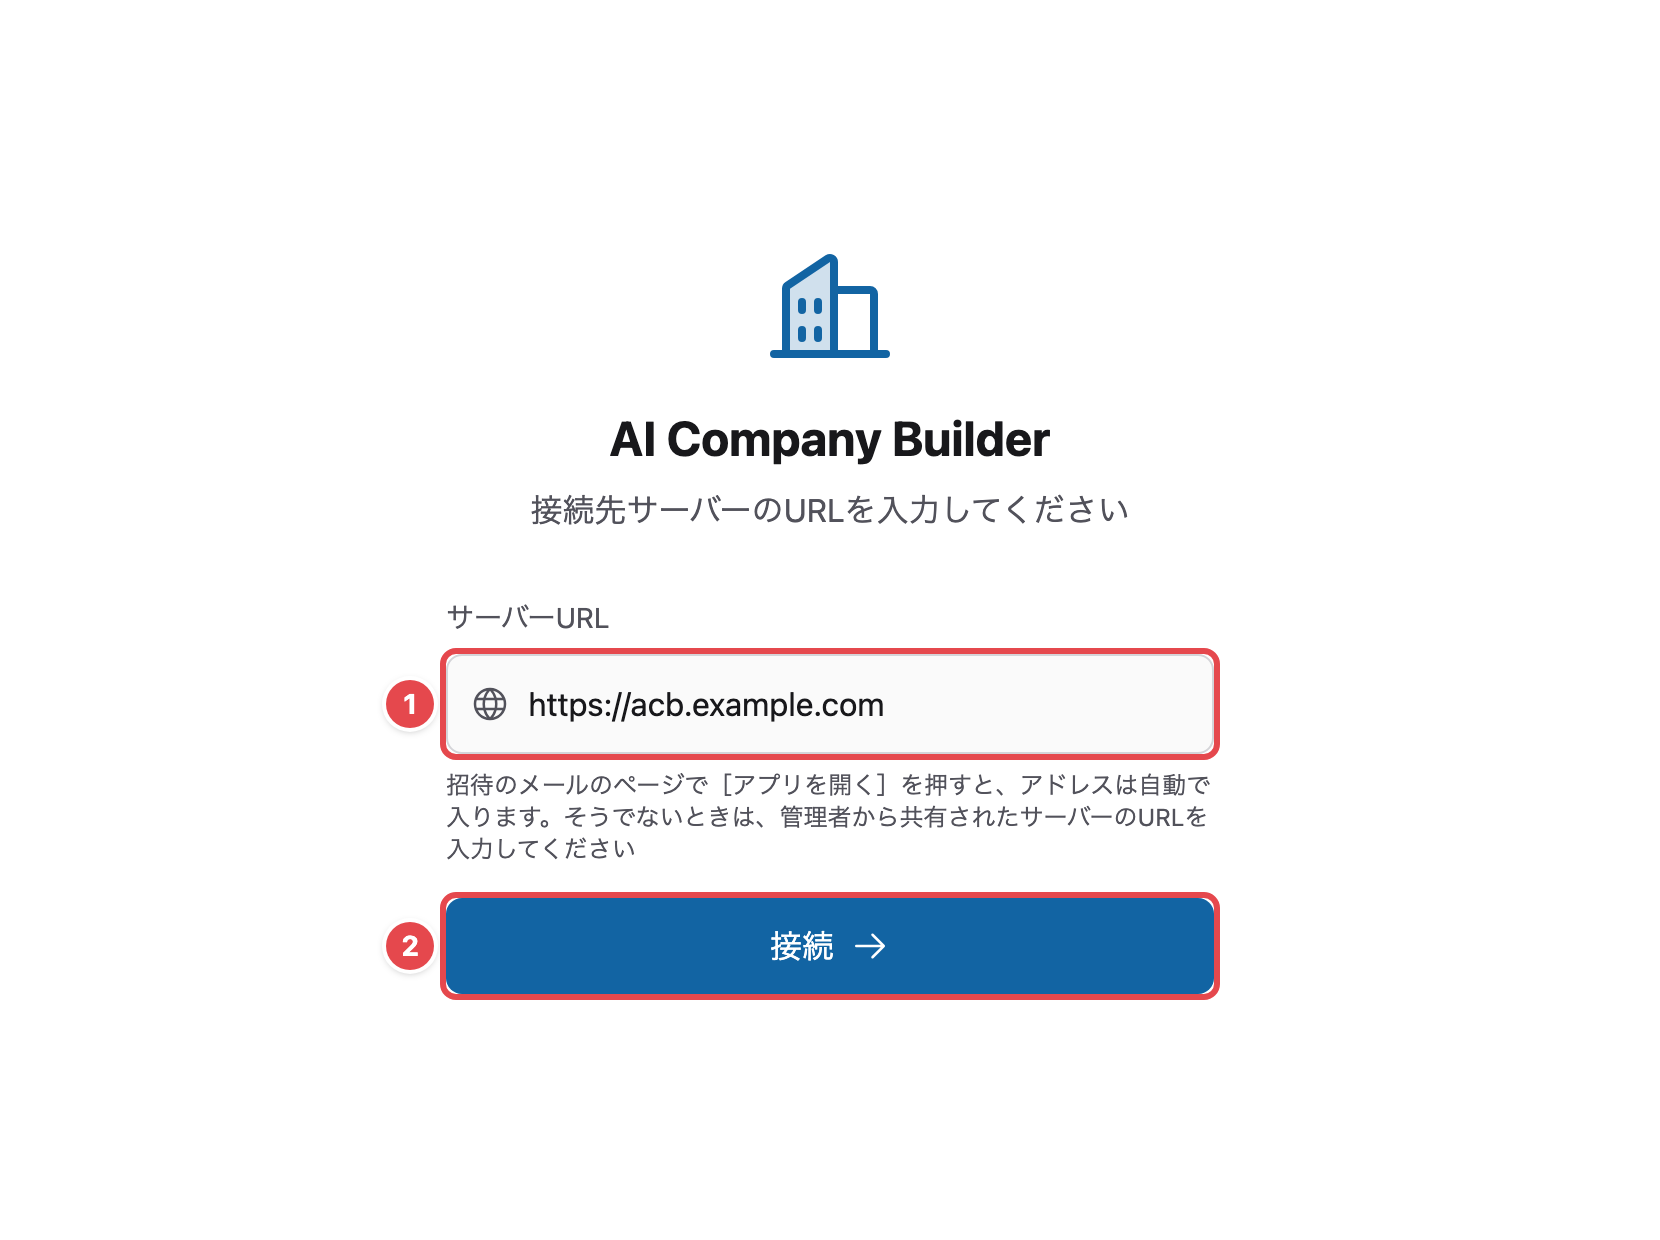 AI Company Builder
接続先サーバーのURLを入力してください
サーバーURL
1
https://acb.example.com
招待のメールのページで［アプリを開く］を押すと、アドレスは自動で
入ります。そうでないときは、管理者から共有されたサーバーのURLを
入力してください
2
接続 →